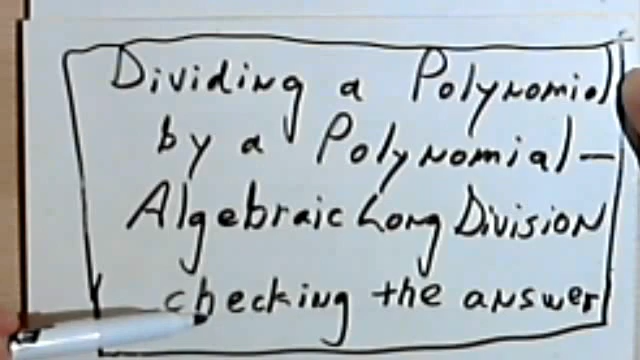 Dividing a Polynomial
by a Polynomial —
Algebraic Long Division
checking the answer